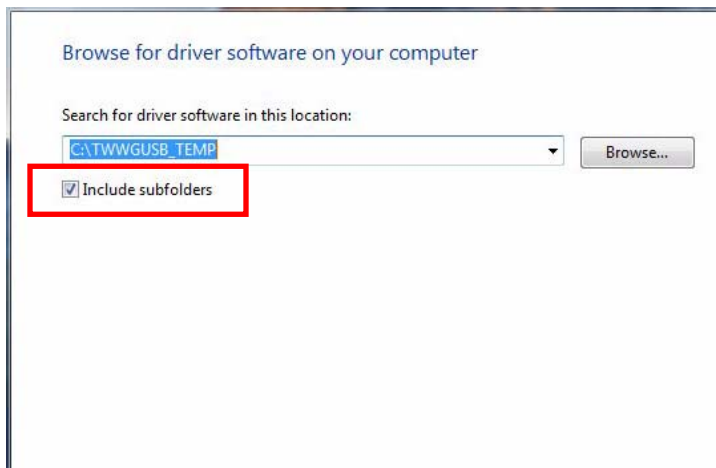 Browse for driver software on your computer
Search for driver software in this location:
C:\TWWGUSB_TEMP
Browse...
Include subfolders